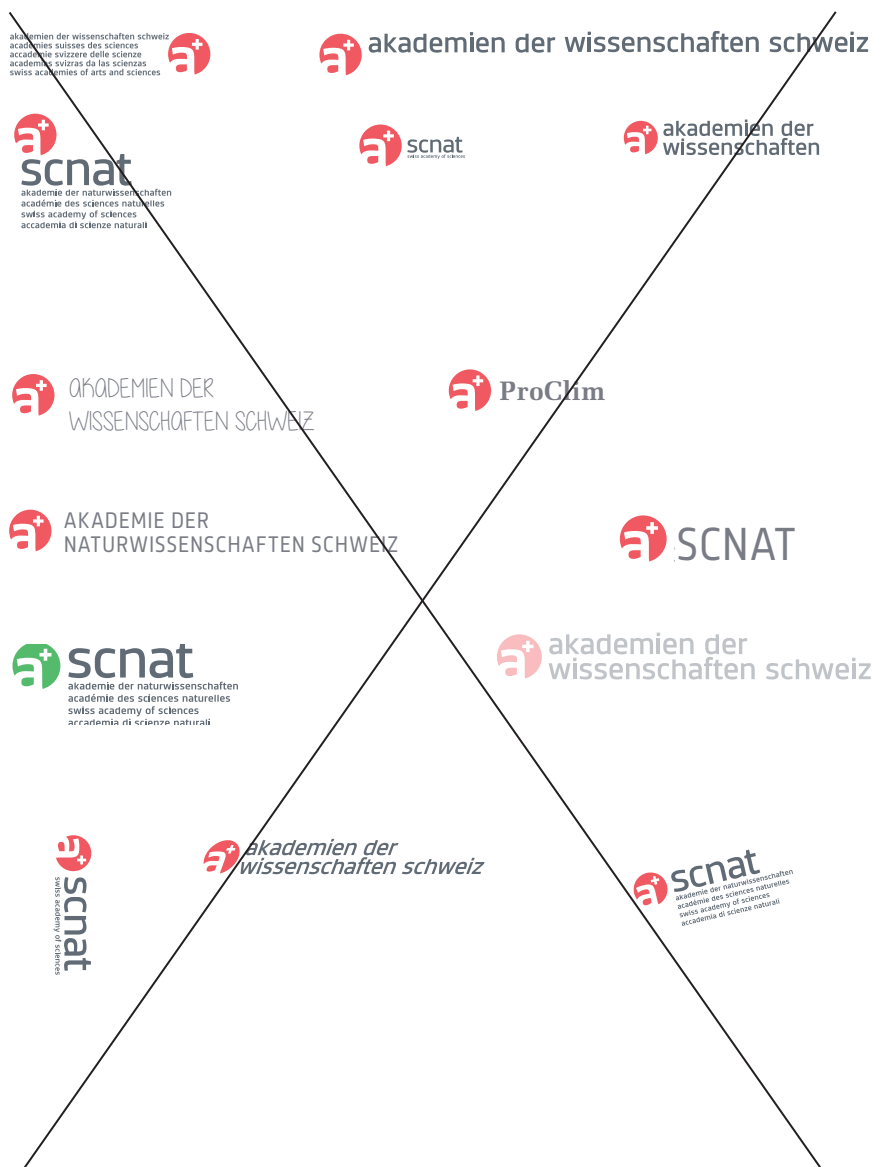 akademien der wissenschaften schweiz
académies suisses des sciences
accademie svizzere delle scienze
academias svizras da las scienzas
swiss academies of arts and sciences
a+
a+ akademien der wissenschaften schweiz
a+
scnat
akademie der naturwissenschaften
académie des sciences naturelles
swiss academy of sciences
accademia di scienze naturali
a+ scnat
swiss academy of sciences
a+ akademien der
wissenschaften
a+ AKADEMIEN DER
WISSENSCHAFTEN SCHWEIZ
a+ ProClim
a+ AKADEMIE DER
NATURWISSENSCHAFTEN SCHWEIZ
a+ SCNAT
a+ scnat
akademie der naturwissenschaften
académie des sciences naturelles
swiss academy of sciences
accademia di scienze naturali
a+ akademien der
wissenschaften schweiz
a+ scnat
swiss academy of sciences
a+ akademien der
wissenschaften schweiz
a+ scnat
akademie der naturwissenschaften
académie des sciences naturelles
swiss academy of sciences
accademia di scienze naturali